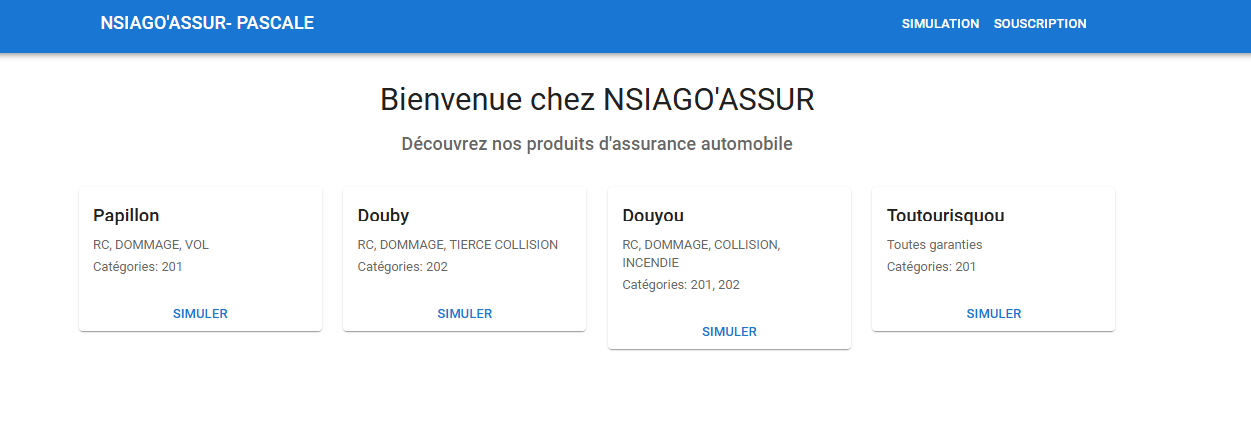 NSIAGO'ASSUR- PASCALE
SIMULATION SOUSCRIPTION
Bienvenue chez NSIAGO'ASSUR
Découvrez nos produits d'assurance automobile
Papillon
RC, DOMMAGE, VOL
Catégories: 201
SIMULER
Douby
RC, DOMMAGE, TIERCE COLLISION
Catégories: 202
SIMULER
Douyou
RC, DOMMAGE, COLLISION,
INCENDIE
Catégories: 201, 202
SIMULER
Toutourisquou
Toutes garanties
Catégories: 201
SIMULER